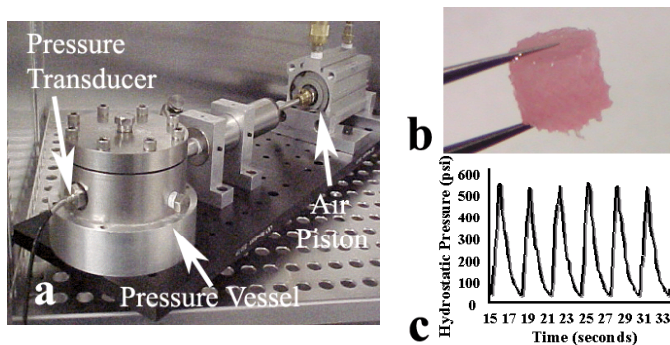 Pressure
Transducer
Air
Piston
Pressure Vessel
a
b
c
Hydrostatic Pressure (psi)
600
500
400
300
200
100
0
15 17 19 21 23 25 27 29 31 33
Time (seconds)